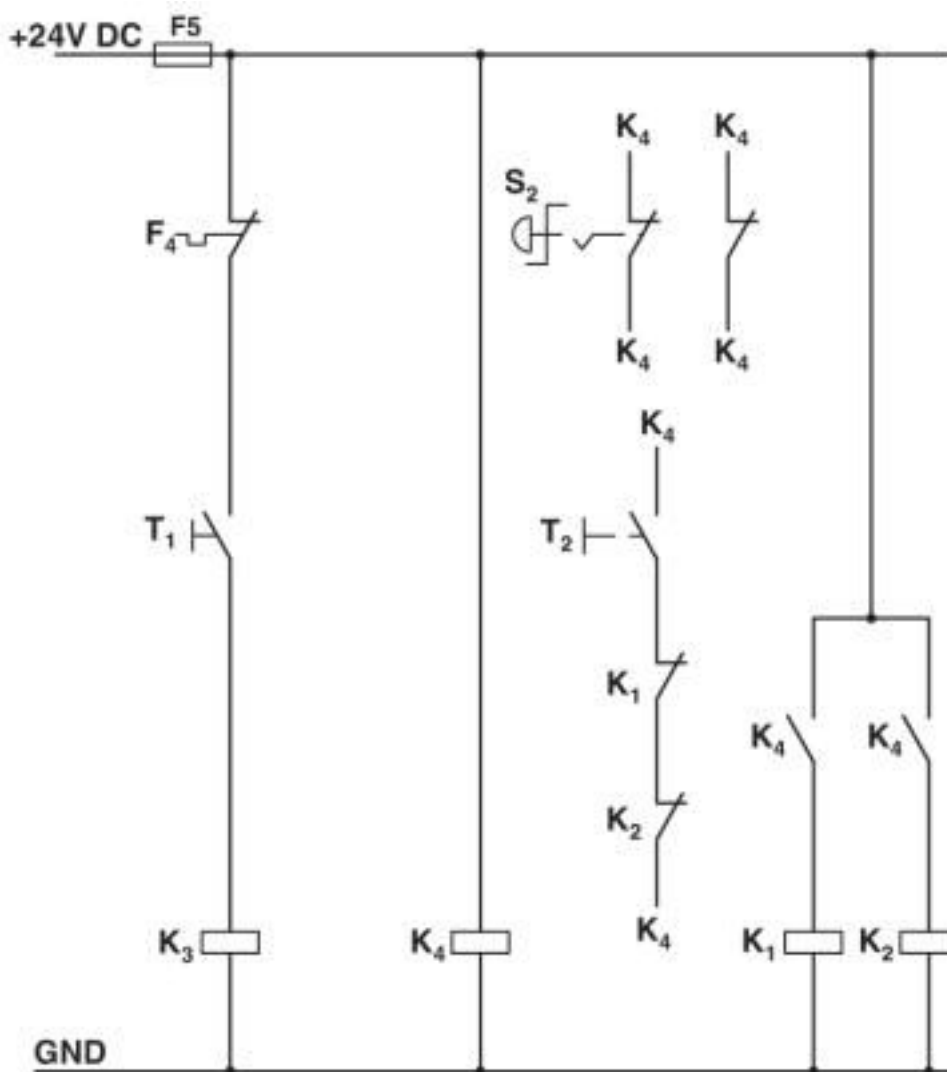 +24V DC F5
K4 K4
S2
F4
K4 K4
K4
T1 T2
K1
K4 K4
K2
K3 K4 K4 K1 K2
GND